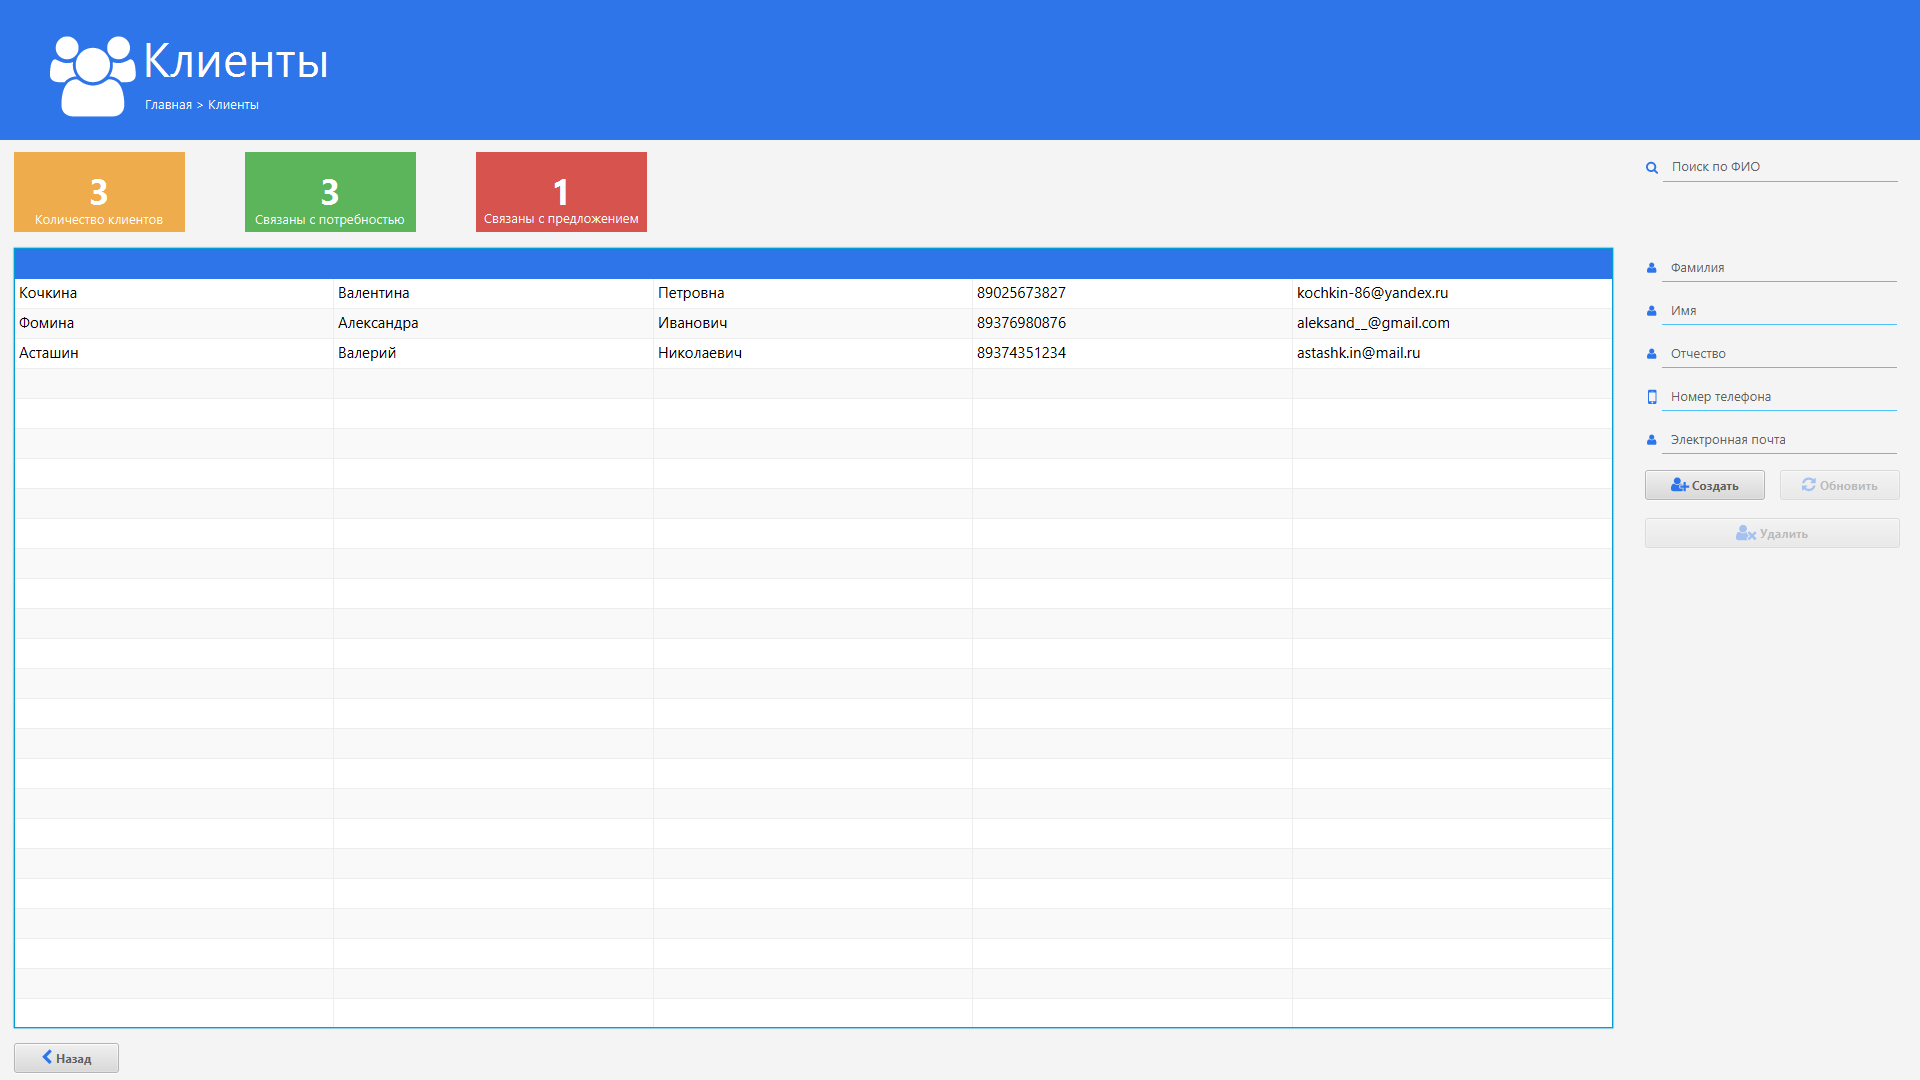 Клиенты
Главная > Клиенты
3
Количество клиентов
3
Связаны с потребностью
1
Связаны с предложением
Поиск по ФИО
Кочкина Валентина Петровна 89025673827 kochkin-86@yandex.ru
Фомина Александра Иванович 89376980876 aleksand__@gmail.com
Асташин Валерий Николаевич 89374351234 astashk.in@mail.ru
Фамилия
Имя
Отчество
Номер телефона
Электронная почта
Создать Обновить
Удалить
Назад